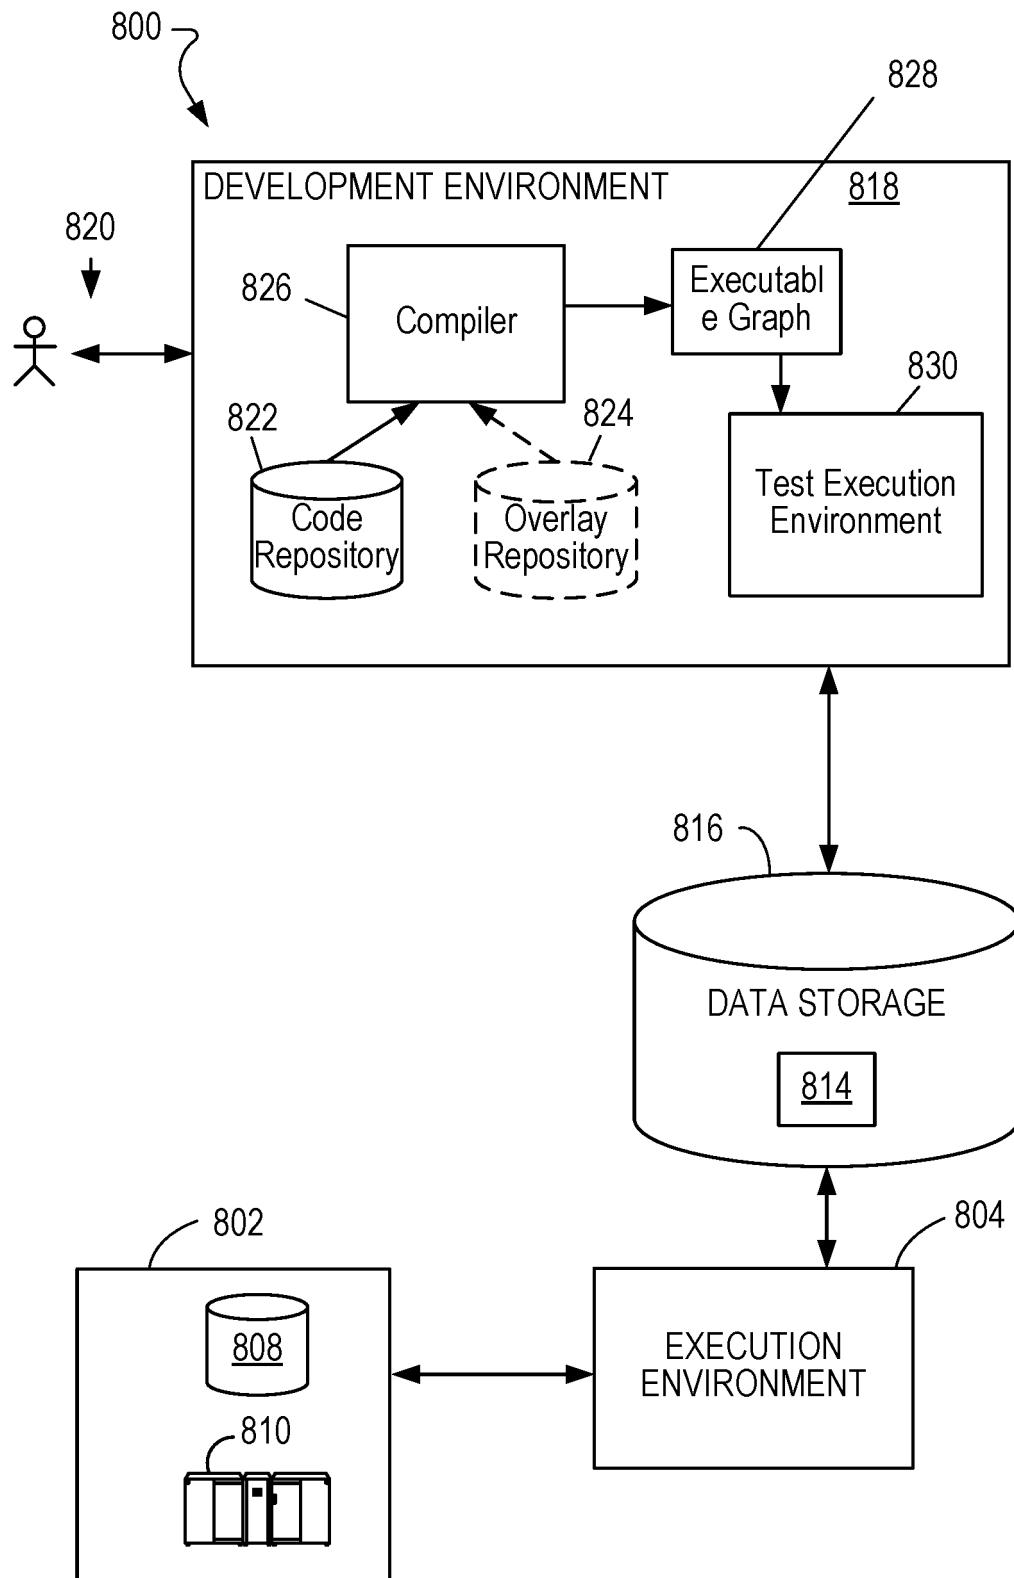 800
828
DEVELOPMENT ENVIRONMENT
818
820
826
Compiler
Executabl
e Graph
830
822
824
Code
Repository
Overlay
Repository
Test Execution
Environment
816
DATA STORAGE
814
802
804
808
EXECUTION
ENVIRONMENT
810